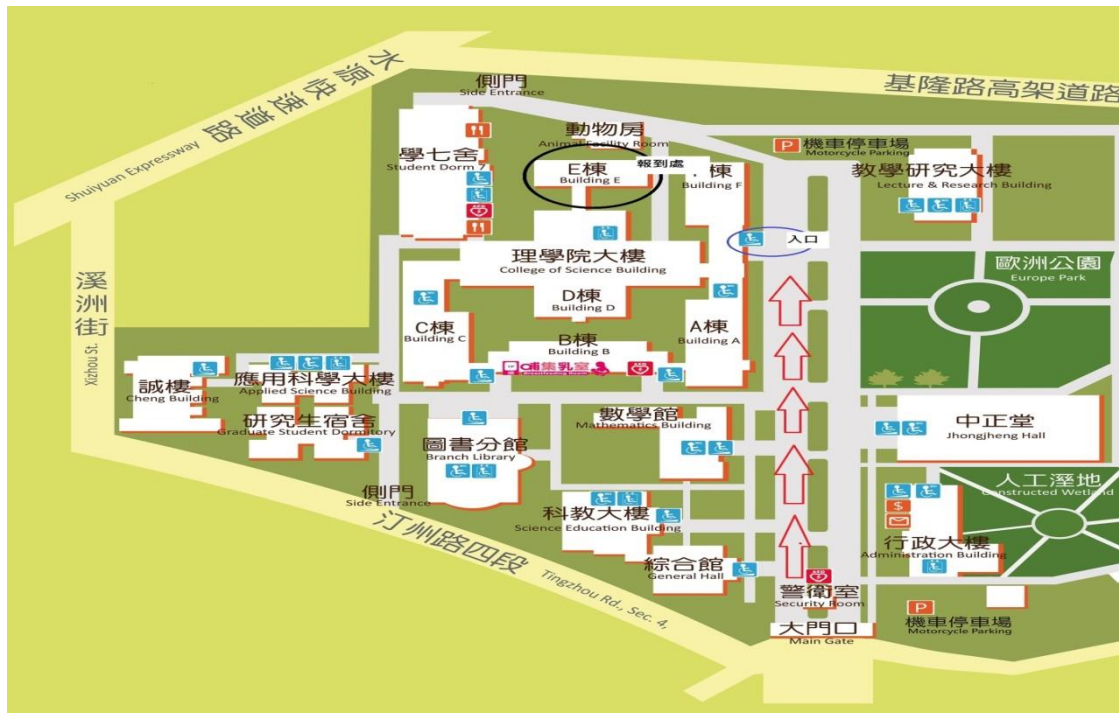 水源快速道路
Shuiyuan Expressway
基隆路高架道路
側門
Side Entrance
動物房
Animal Facility Room
P
機車停車場
Motorcycle Parking
學七舍
Student Dorm 7
E棟
Building E
報到處
棟
Building F
教學研究大樓
Lecture & Research Building
入口
理學院大樓
College of Science Building
歐洲公園
Europe Park
溪洲街
Xizhou St.
D棟
Building D
C棟
Building C
B棟
Building B
A棟
Building A
哺集乳室
Breastfeeding Room
AED
誠樓
Cheng Building
應用科學大樓
Applied Science Building
研究生宿舍
Graduate Student Dormitory
圖書分館
Branch Library
數學館
Mathematics Building
中正堂
Jhongjheng Hall
側門
Side Entrance
科教大樓
Science Education Building
人工溼地
Constructed Wetland
$
行政大樓
Administration Building
綜合館
General Hall
汀州路四段
Tingzhou Rd., Sec. 4,
AED
警衛室
Security Room
大門口
Main Gate
P
機車停車場
Motorcycle Parking